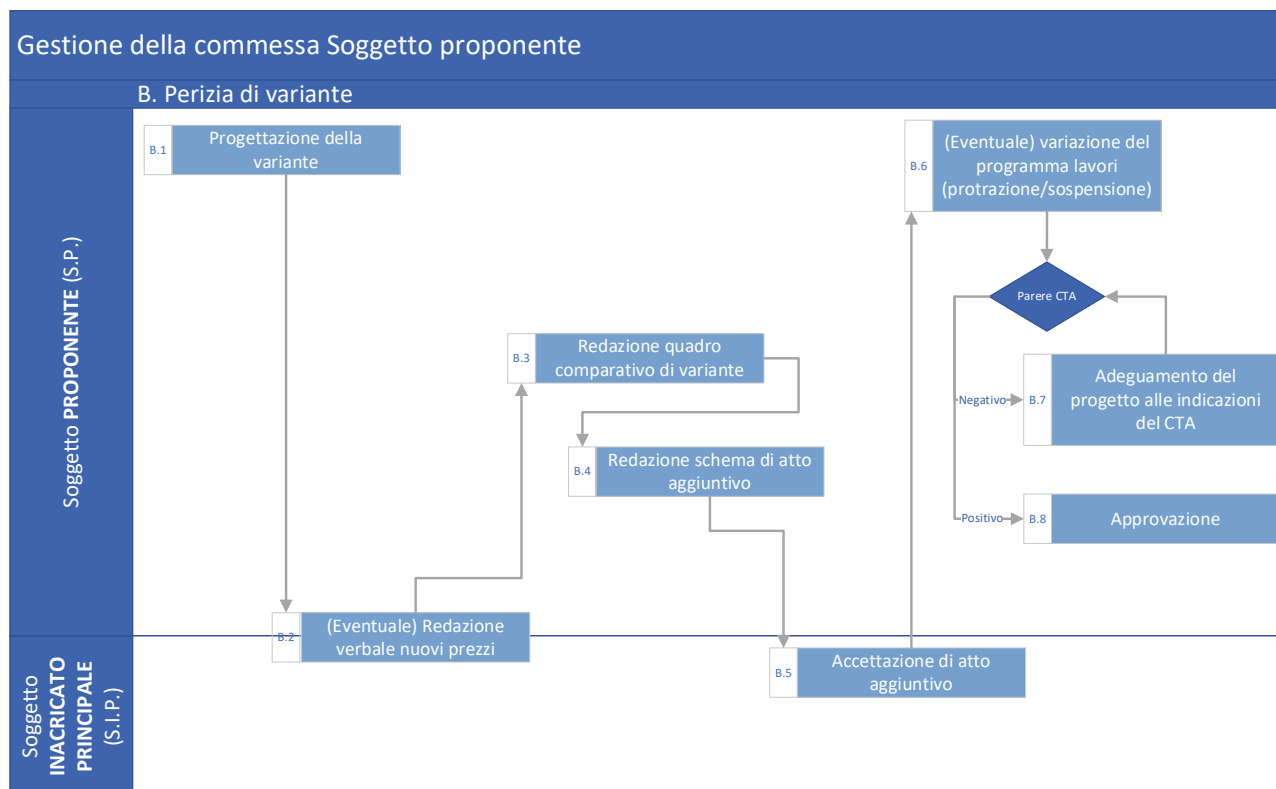 Gestione della commessa Soggetto proponente
B. Perizia di variante
Soggetto PROPONENTE (S.P.)
B.1
Progettazione della
variante
B.2
(Eventuale) Redazione
verbale nuovi prezzi
B.3
Redazione quadro
comparativo di variante
B.4
Redazione schema di atto
aggiuntivo
B.5
Accettazione di atto
aggiuntivo
B.6
(Eventuale) variazione del
programma lavori
(protrazione/sospensione)
Parere CTA
Negativo
B.7
Adeguamento del
progetto alle indicazioni
del CTA
Positivo
B.8
Approvazione
Soggetto
INACRICATO
PRINCIPALE
(S.I.P.)